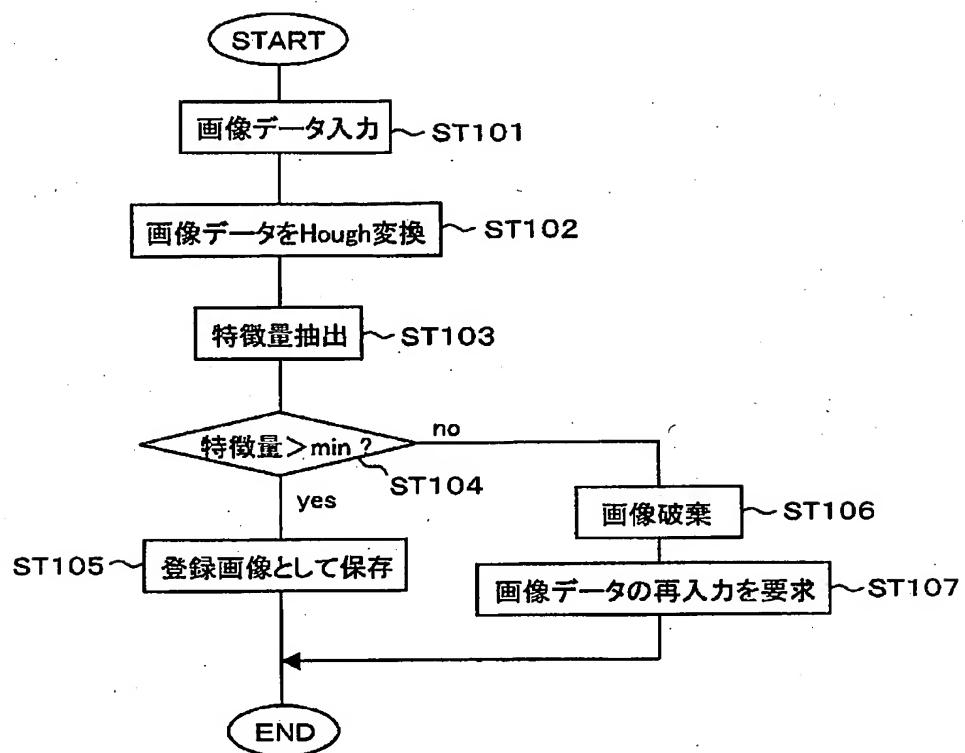 START
画像データ入力 ST101
画像データをHough変換 ST102
特徴量抽出 ST103
特徴量>min ? no
ST104
yes
画像破棄 ST106
ST105 登録画像として保存
画像データの再入力を要求 ST107
END